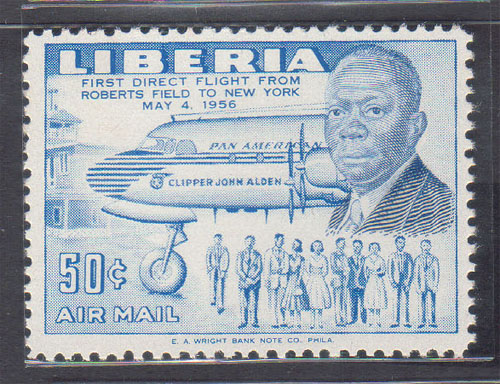 LIBERIA
FIRST DIRECT FLIGHT FROM
ROBERTS FIELD TO NEW YORK
MAY 4, 1956
PAN AMERICAN
CLIPPER JOHN ALDEN
50¢
AIR MAIL
E. A. WRIGHT BANK NOTE CO. PHILA.